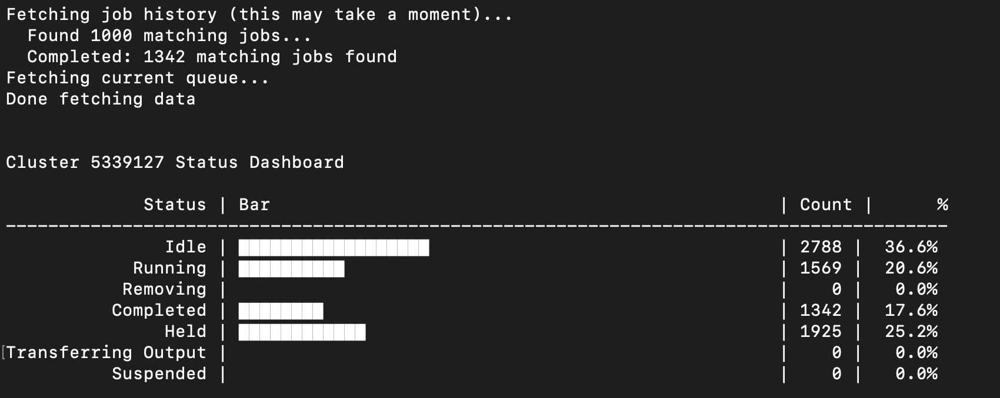 Fetching job history (this may take a moment)...
  Found 1000 matching jobs...
  Completed: 1342 matching jobs found
Fetching current queue...
Done fetching data
Cluster 5339127 Status Dashboard
Status | Bar | Count | %
-----------------------------------------------------------------------------------------
Idle | ██████████████████ | 2788 | 36.6%
Running | ██████████ | 1569 | 20.6%
Removing | | 0 | 0.0%
Completed | ████████ | 1342 | 17.6%
Held | ████████████ | 1925 | 25.2%
[Transferring Output | | 0 | 0.0%
Suspended | | 0 | 0.0%